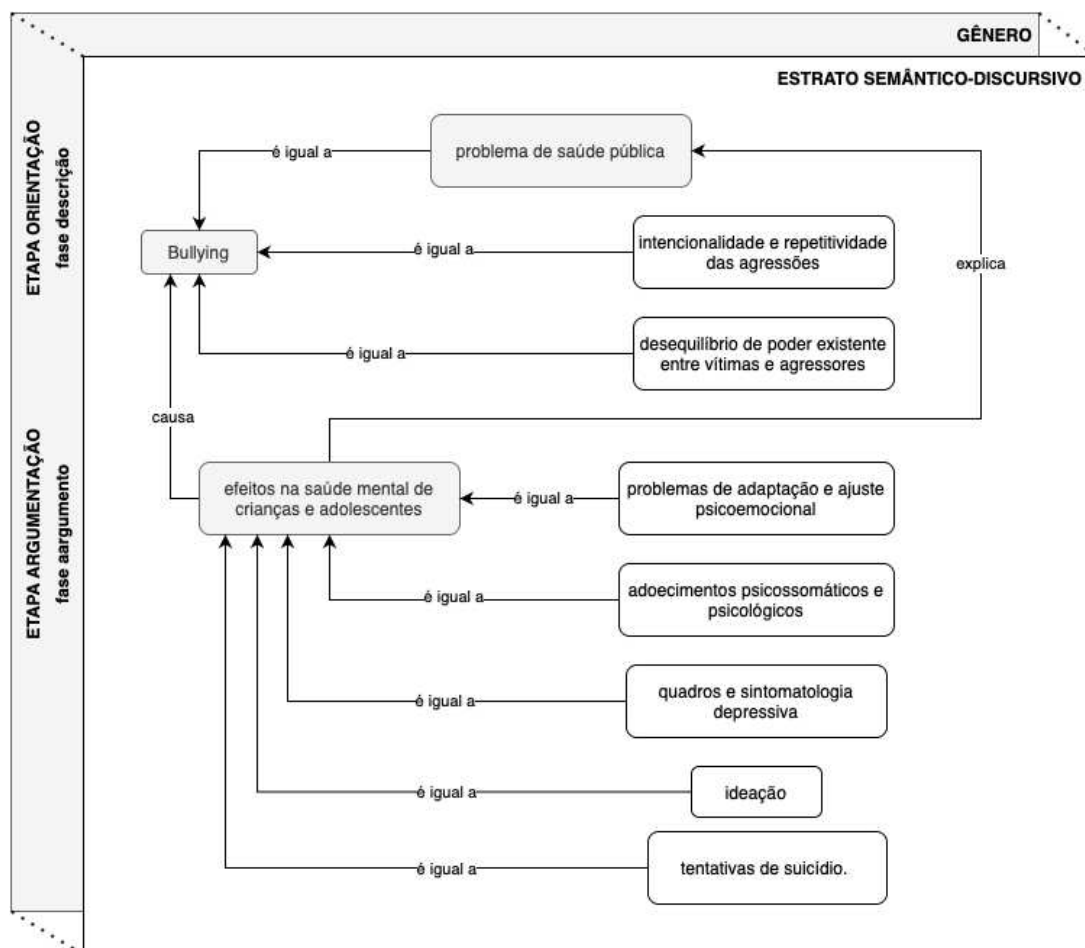 GÊNERO
ESTRATO SEMÂNTICO-DISCURSIVO
ETAPA ORIENTAÇÃO
fase descrição
é igual a
problema de saúde pública
Bullying
é igual a
intencionalidade e repetitividade
das agressões
explica
é igual a
desequilíbrio de poder existente
entre vítimas e agressores
causa
ETAPA ARGUMENTAÇÃO
fase aargumento
efeitos na saúde mental de
crianças e adolescentes
é igual a
problemas de adaptação e ajuste
psicoemocional
é igual a
adoecimentos psicossomáticos e
psicológicos
é igual a
quadros e sintomatologia
depressiva
é igual a
ideação
é igual a
tentativas de suicídio.